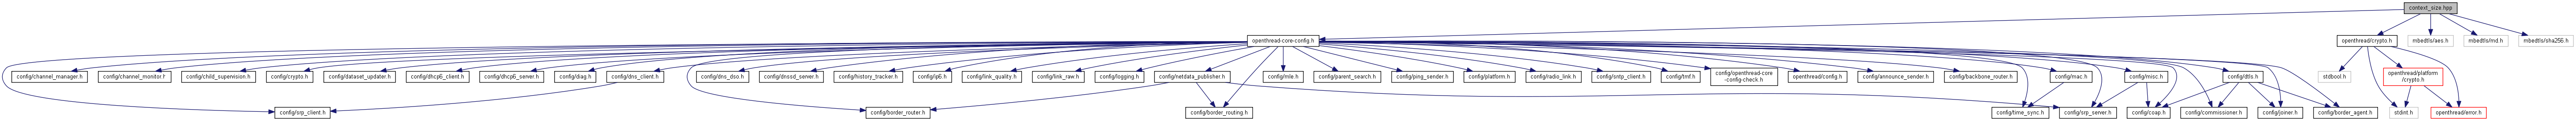 context_size.hpp
openthread-core-config.h
openthread/crypto.h
mbedtls/aes.h
mbedtls/md.h
mbedtls/sha256.h
config/channel_manager.h
config/channel_monitor.h
config/child_supervision.h
config/crypto.h
config/dataset_updater.h
config/dhcp6_client.h
config/dhcp6_server.h
config/diag.h
config/dns_client.h
config/dns_dso.h
config/dnssd_server.h
config/history_tracker.h
config/ip6.h
config/link_quality.h
config/link_raw.h
config/logging.h
config/netdata_publisher.h
config/mle.h
config/parent_search.h
config/ping_sender.h
config/platform.h
config/radio_link.h
config/sntp_client.h
config/tmf.h
config/openthread-core
-config-check.h
openthread/config.h
config/announce_sender.h
config/backbone_router.h
config/mac.h
config/misc.h
config/dtls.h
stdbool.h
openthread/platform
/crypto.h
config/srp_client.h
config/border_router.h
config/border_routing.h
config/time_sync.h
config/srp_server.h
config/coap.h
config/commissioner.h
config/joiner.h
config/border_agent.h
stdint.h
openthread/error.h